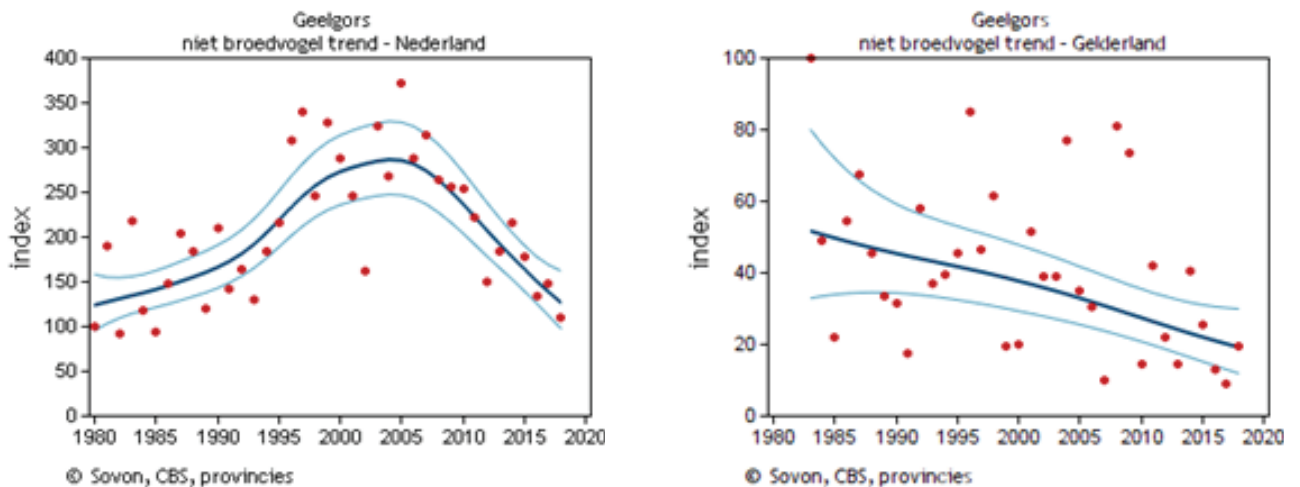 Geelgors
niet broedvogel trend - Nederland
400
350
300
250
200
150
100
50
0
index
1980 1985 1990 1995 2000 2005 2010 2015 2020
© Sovon, CBS, provincies
Geelgors
niet broedvogel trend - Gelderland
100
80
60
40
20
0
index
1980 1985 1990 1995 2000 2005 2010 2015 2020
© Sovon, CBS, provincies